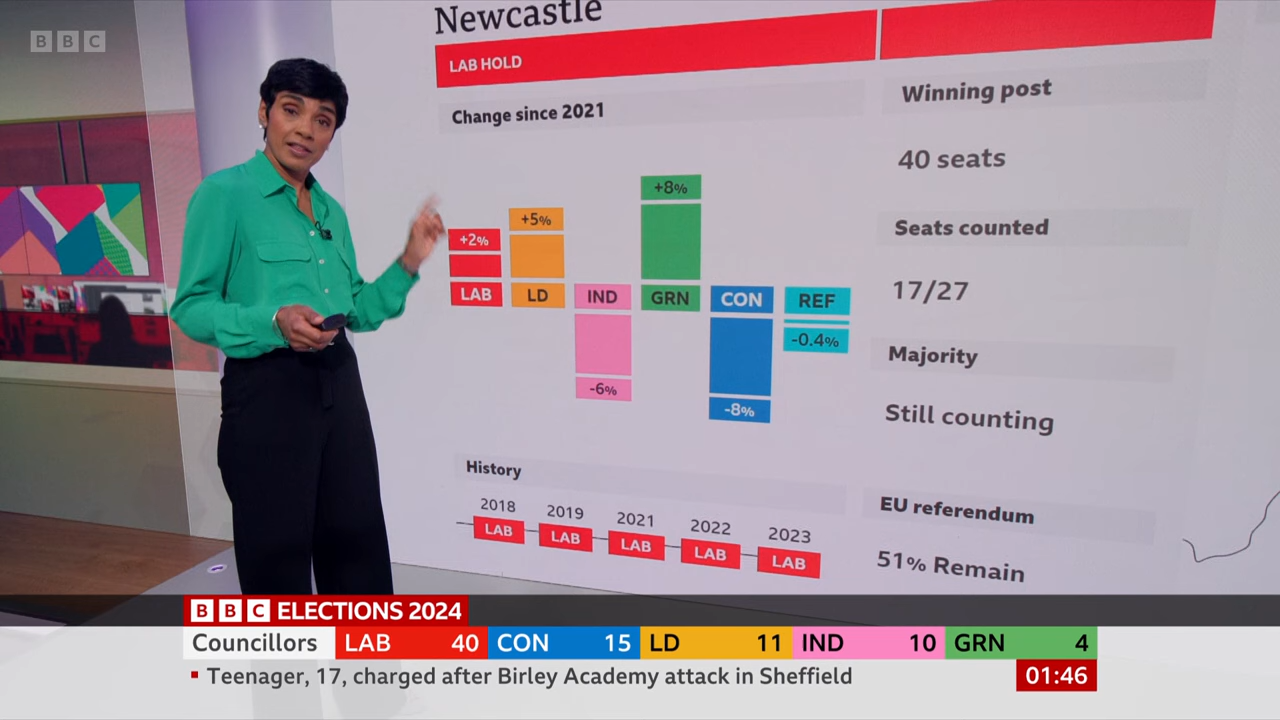 BBC
Newcastle
LAB HOLD
Change since 2021
+2%
+5%
+8%
LAB
LD
IND
GRN
CON
REF
-6%
-8%
-0.4%
Winning post
40 seats
Seats counted
17/27
Majority
Still counting
EU referendum
51% Remain
History
2018 2019 2021 2022 2023
LAB LAB LAB LAB LAB
BBC ELECTIONS 2024
Councillors LAB 40 CON 15 LD 11 IND 10 GRN 4
Teenager, 17, charged after Birley Academy attack in Sheffield 01:46